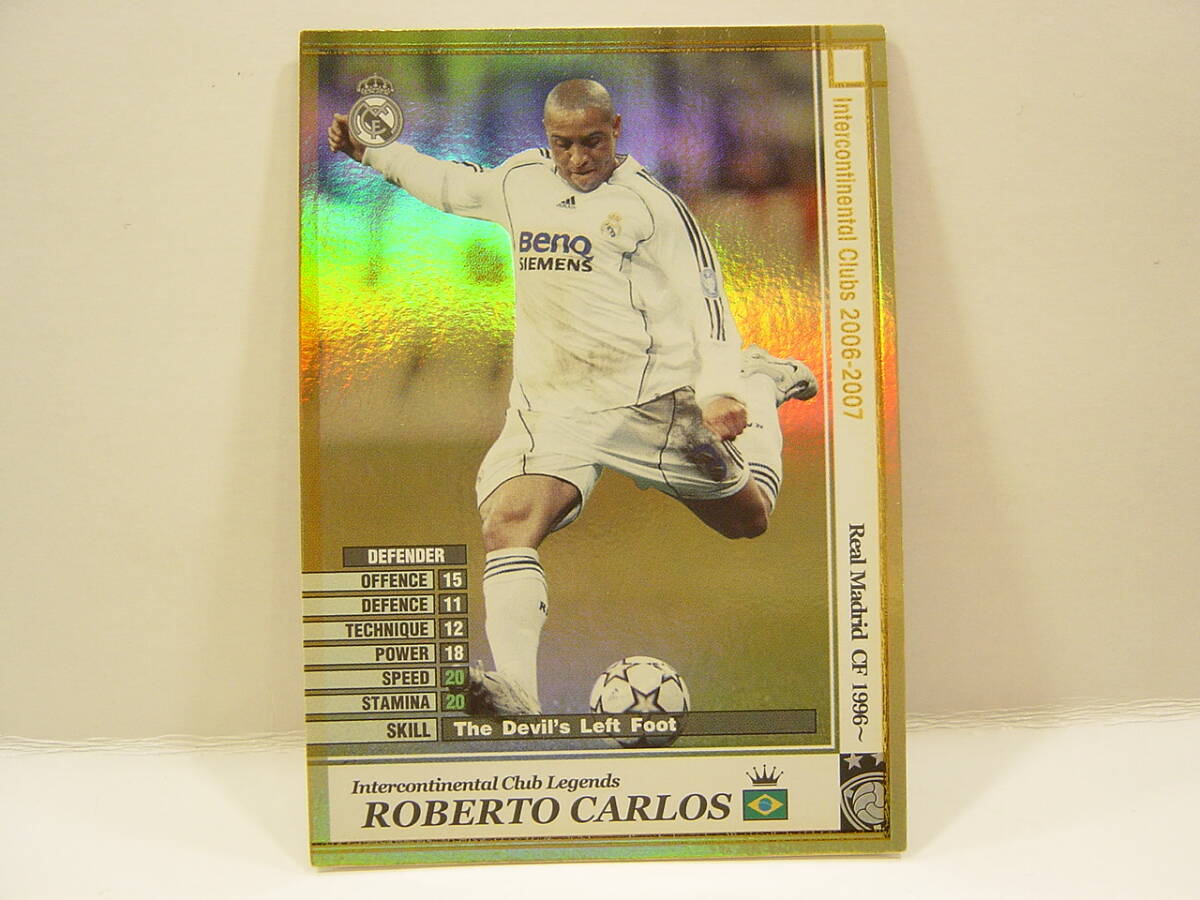 Intercontinental Clubs 2006-2007
Real Madrid CF 1996~
BenQ
SIEMENS
DEFENDER
OFFENCE 15
DEFENCE 11
TECHNIQUE 12
POWER 18
SPEED 20
STAMINA 20
SKILL The Devil's Left Foot
Intercontinental Club Legends
ROBERTO CARLOS